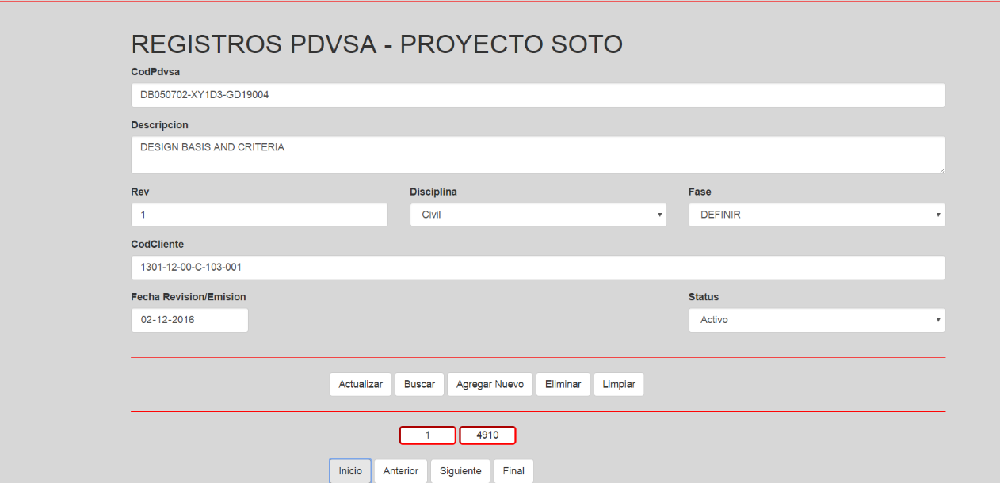 REGISTROS PDVSA - PROYECTO SOTO
CodPdvsa
DB050702-XY1D3-GD19004
Descripcion
DESIGN BASIS AND CRITERIA
Rev Disciplina Fase
1 Civil DEFINIR
CodCliente
1301-12-00-C-103-001
Fecha Revision/Emision Status
02-12-2016 Activo
Actualizar Buscar Agregar Nuevo Eliminar Limpiar
1 4910
Inicio Anterior Siguiente Final